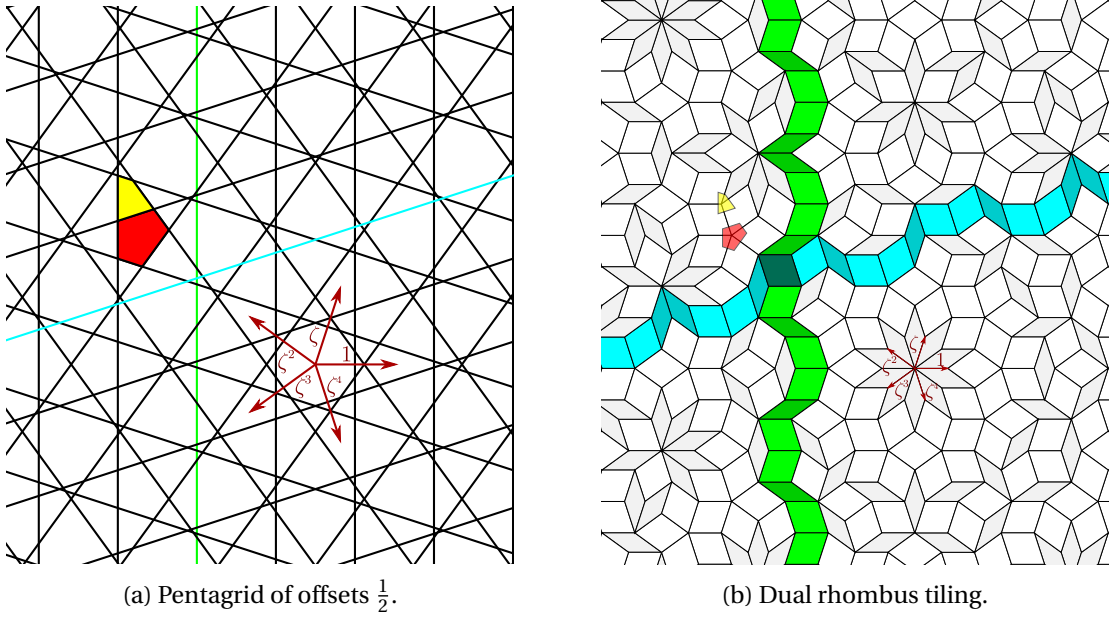 ζ
1
ζ²
ζ³
ζ⁴
ζ
ζ²
1
ζ³
ζ⁴
(a) Pentagrid of offsets 1/2.
(b) Dual rhombus tiling.